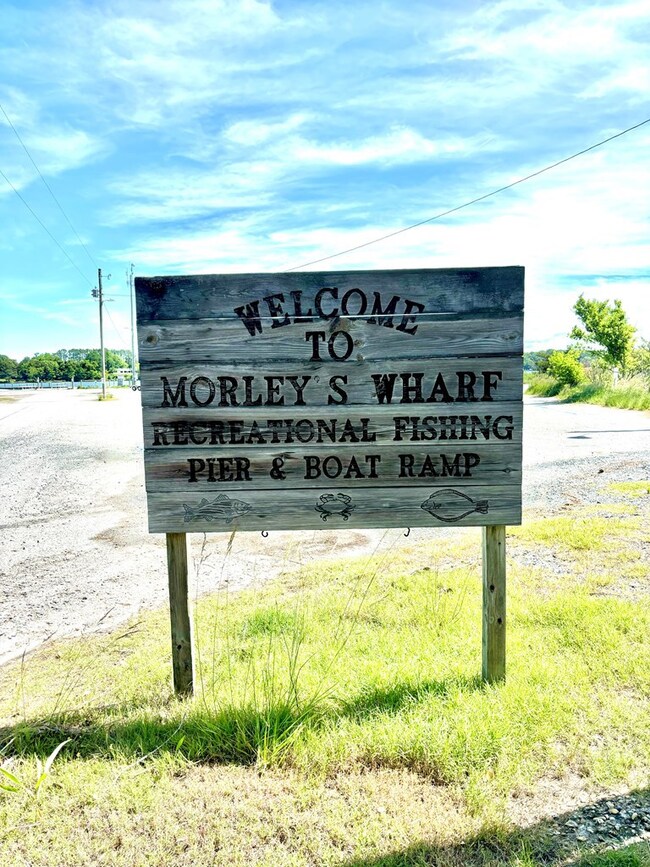 WELCOME
TO
MORLEY'S WHARF
RECREATIONAL FISHING
PIER & BOAT RAMP